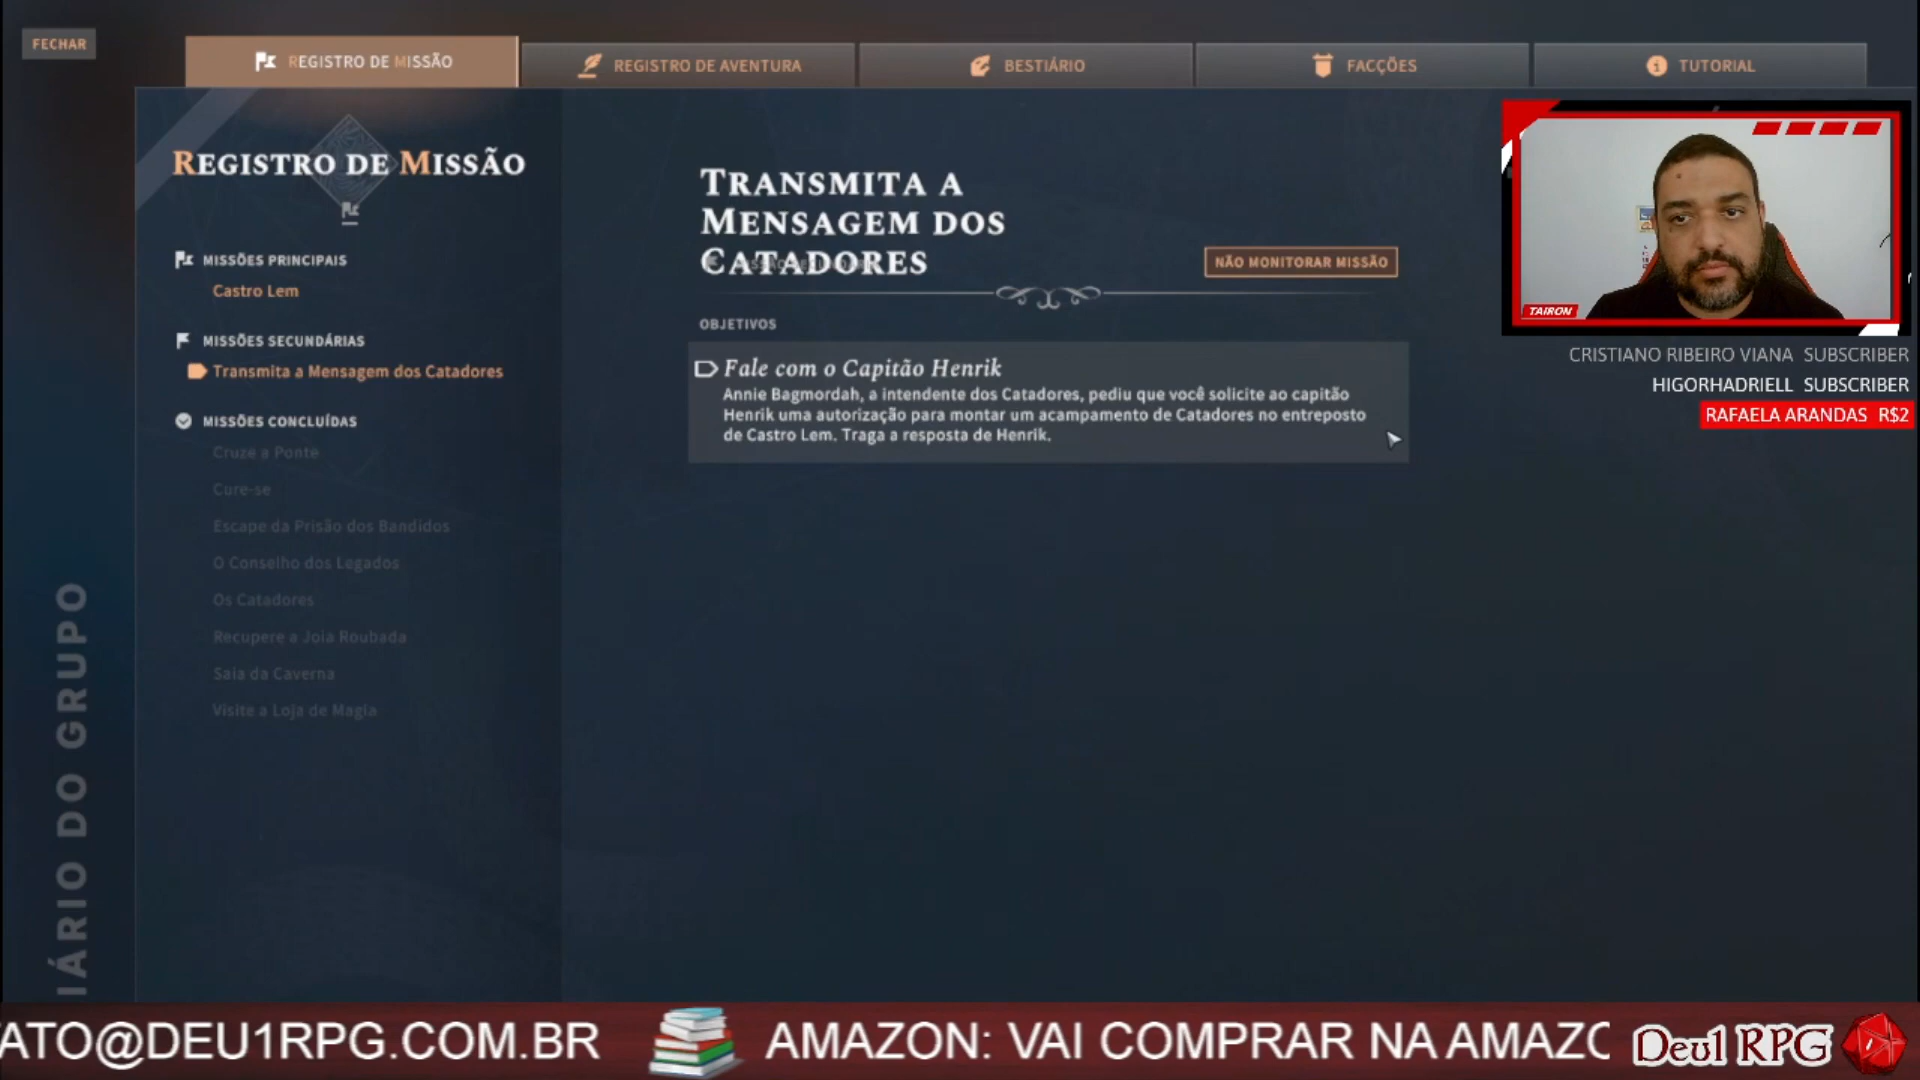 FECHAR
REGISTRO DE MISSÃO
REGISTRO DE AVENTURA
BESTIÁRIO
FACÇÕES
TUTORIAL
REGISTRO DE MISSÃO
MISSÕES PRINCIPAIS
Castro Lem
MISSÕES SECUNDÁRIAS
Transmita a Mensagem dos Catadores
MISSÕES CONCLUÍDAS
Cruze a Ponte
Cure-se
Escape da Prisão dos Bandidos
O Conselho dos Legados
Os Catadores
Recupere a Joia Roubada
Saia da Caverna
Visite a Loja de Magia
IÁRIO DO GRUPO
TRANSMITA A
MENSAGEM DOS
CATADORES
NÃO MONITORAR MISSÃO
OBJETIVOS
Fale com o Capitão Henrik
Annie Bagmordah, a intendente dos Catadores, pediu que você solicite ao capitão
Henrik uma autorização para montar um acampamento de Catadores no entreposto
de Castro Lem. Traga a resposta de Henrik.
TAIRON
CRISTIANO RIBEIRO VIANA SUBSCRIBER
HIGORHADRIELL SUBSCRIBER
RAFAELA ARANDAS R$2
ATO@DEU1RPG.COM.BR
AMAZON: VAI COMPRAR NA AMAZO
Deu1 RPG